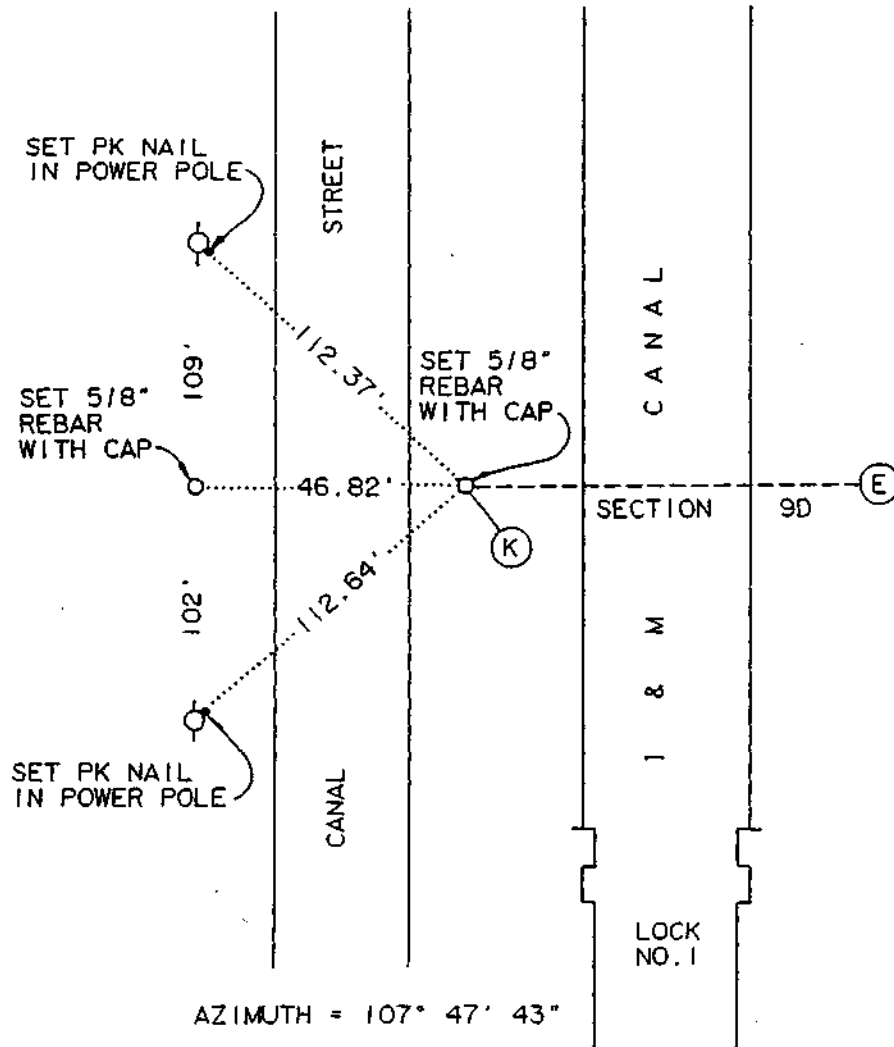 SET PK NAIL
IN POWER POLE
STREET
112.37'
109'
SET 5/8"
REBAR
WITH CAP
SET 5/8"
REBAR
WITH CAP
CANAL
46.82'
E
SECTION 9D
K
112.64'
102'
I & M
SET PK NAIL
IN POWER POLE
CANAL
LOCK
NO.1
AZIMUTH = 107° 47' 43"